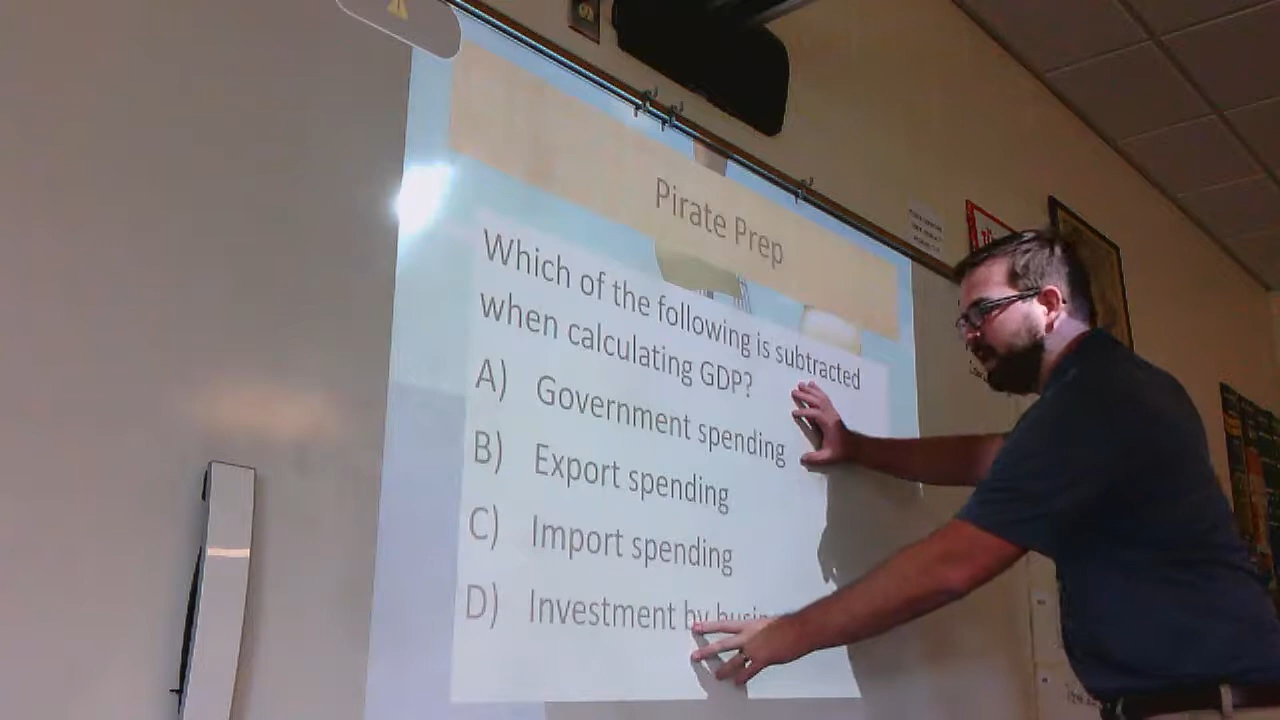 Pirate Prep
Which of the following is subtracted
when calculating GDP?
A) Government spending
B) Export spending
C) Import spending
D) Investment by